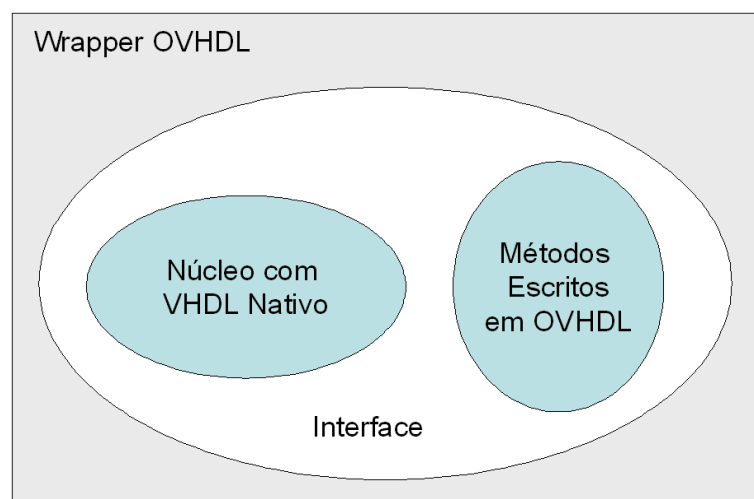 Wrapper OVHDL
Núcleo com
VHDL Nativo
Métodos
Escritos
em OVHDL
Interface